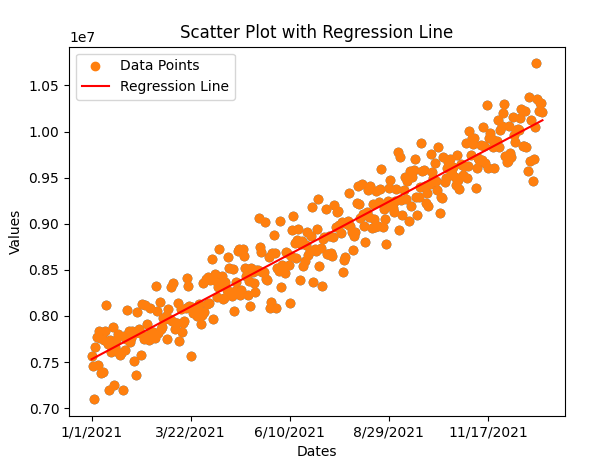 Scatter Plot with Regression Line
1e7
Data Points
Regression Line
1.05
1.00
0.95
0.90
0.85
0.80
0.75
0.70
Values
1/1/2021 3/22/2021 6/10/2021 8/29/2021 11/17/2021
Dates